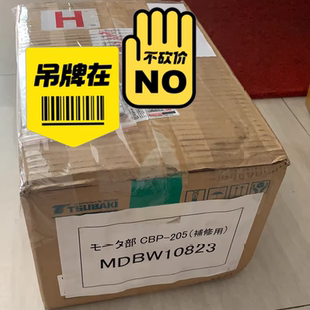 H
不砍价
吊牌在
NO
TSUBAKI
モータ部 CBP-205(補修用)
MDBW10823